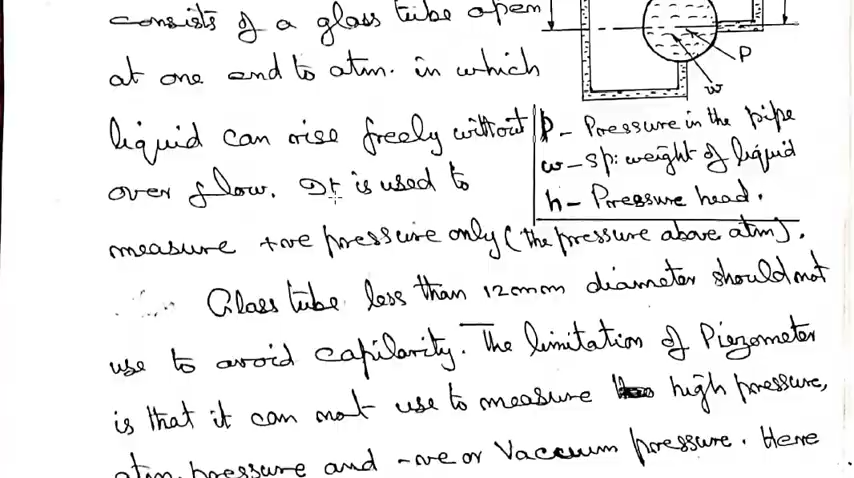 consists of a glass tube open
at one end to atm. in which
liquid can rise freely without
over flow. It is used to
P
w
P - Pressure in the pipe
w - sp: weight of liquid
h - Pressure head.
measure +ve pressure only (the pressure above atm).
Glass tube less than 12mm diameter should not
use to avoid capilarity. The limitation of Piezometer
is that it can not use to measure high pressure,
atm. pressure and -ve or Vaccuum pressure. Here